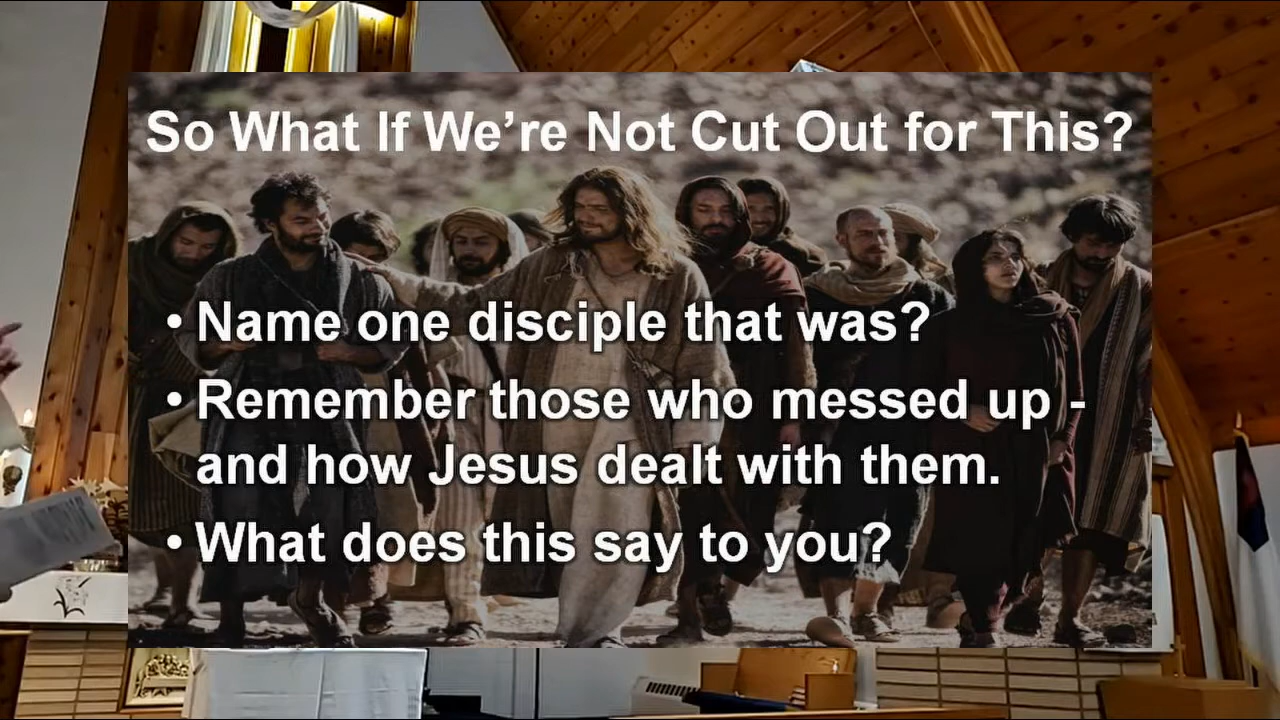 So What If We’re Not Cut Out for This?
• Name one disciple that was?
• Remember those who messed up -
and how Jesus dealt with them.
• What does this say to you?